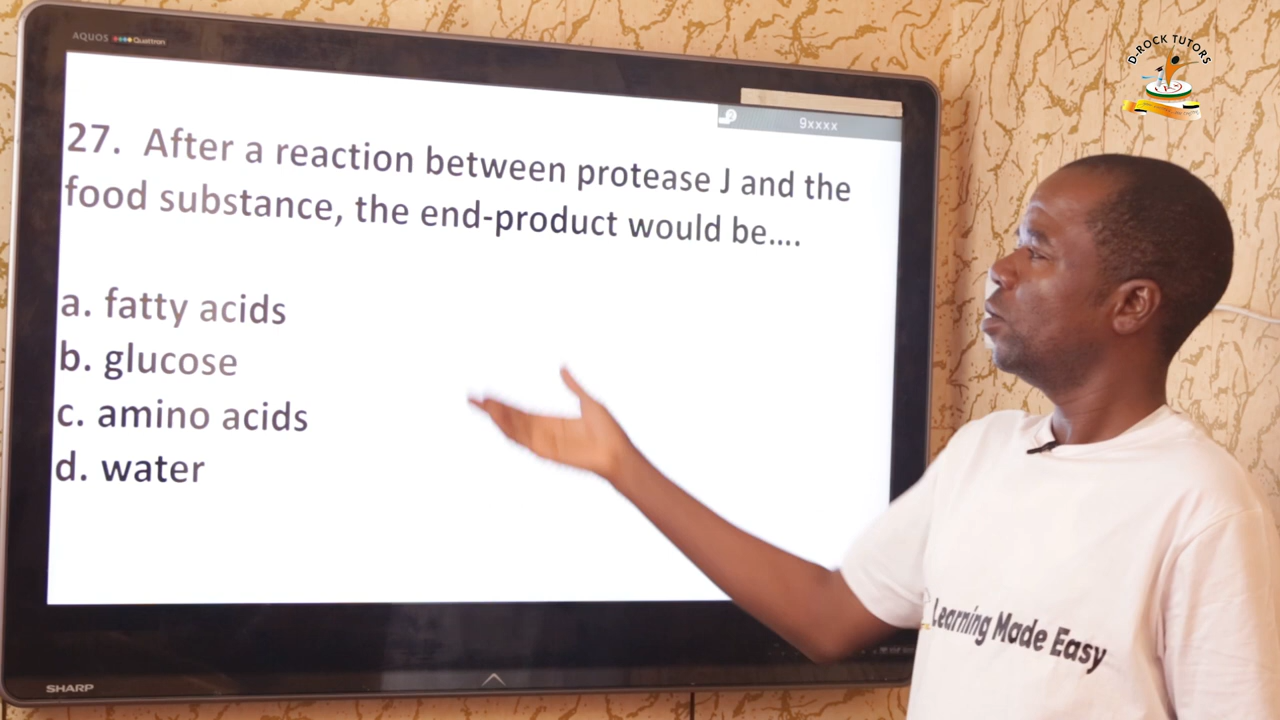 AQUOS Quattron
D-ROCK TUTORS
9xxxx
27. After a reaction between protease J and the
food substance, the end-product would be....
a. fatty acids
b. glucose
c. amino acids
d. water
Learning Made Easy
SHARP